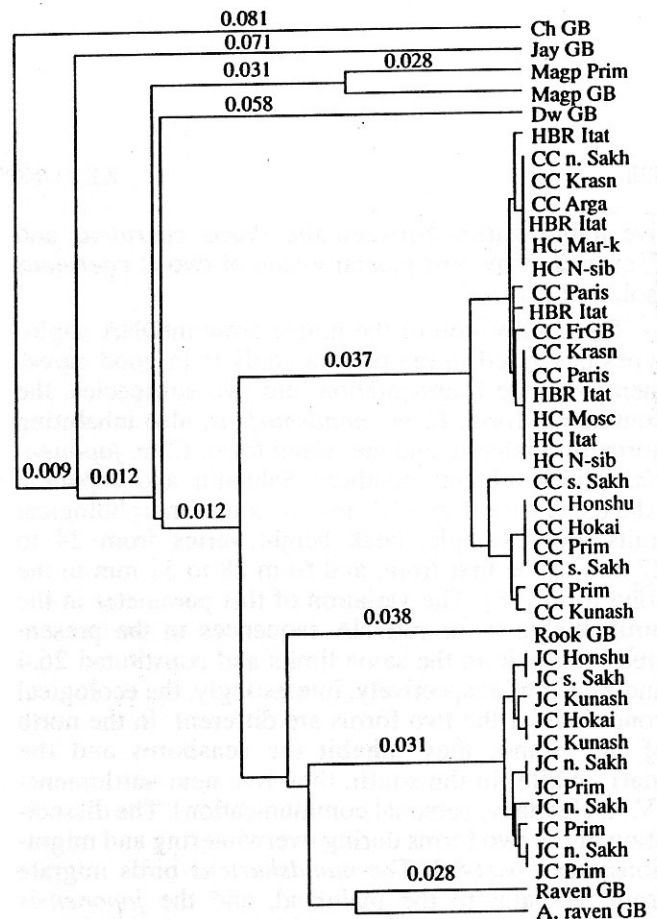 0.081
Ch GB
0.071
Jay GB
0.031
0.028
Magp Prim
Magp GB
0.058
Dw GB
HBR Itat
CC n. Sakh
CC Krasn
CC Arga
HBR Itat
HC Mar-k
HC N-sib
CC Paris
HBR Itat
CC FrGB
0.037
CC Krasn
CC Paris
HBR Itat
HC Mosc
HC Itat
HC N-sib
0.009
0.012
CC s. Sakh
0.012
CC Honshu
CC Hokai
CC Prim
CC s. Sakh
CC Prim
CC Kunash
0.038
Rook GB
JC Honshu
JC s. Sakh
JC Kunash
JC Hokai
0.031
JC Kunash
JC n. Sakh
JC Prim
JC n. Sakh
JC Prim
JC n. Sakh
JC Prim
0.028
Raven GB
A. raven GB